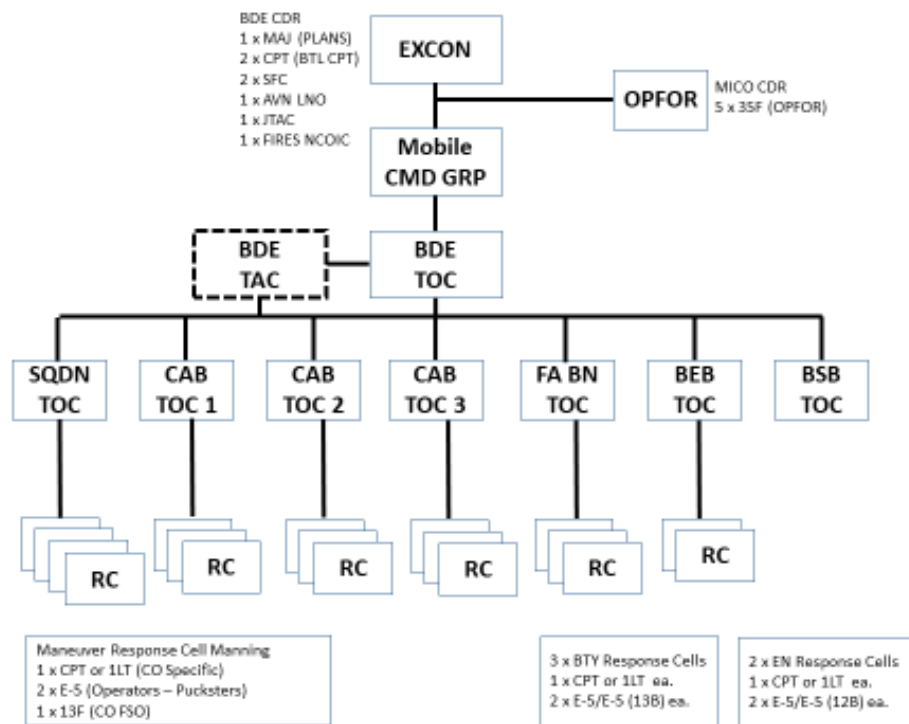 BDE CDR
1 x MAJ (PLANS)
2 x CPT (BTL CPT)
2 x SFC
1 x AVN LNO
1 x JTAC
1 x FIRES NCOIC
EXCON
OPFOR
MICO CDR
5 x 35F (OPFOR)
Mobile
CMD GRP
BDE
TAC
BDE
TOC
SQDN
TOC
CAB
TOC 1
CAB
TOC 2
CAB
TOC 3
FA BN
TOC
BEB
TOC
BSB
TOC
RC
RC
RC
RC
RC
RC
Maneuver Response Cell Manning
1 x CPT or 1LT (CO Specific)
2 x E-5 (Operators – Pucksters)
1 x 13F (CO FSO)
3 x BTY Response Cells
1 x CPT or 1LT ea.
2 x E-5/E-5 (13B) ea.
2 x EN Response Cells
1 x CPT or 1LT ea.
2 x E-5/E-5 (12B) ea.